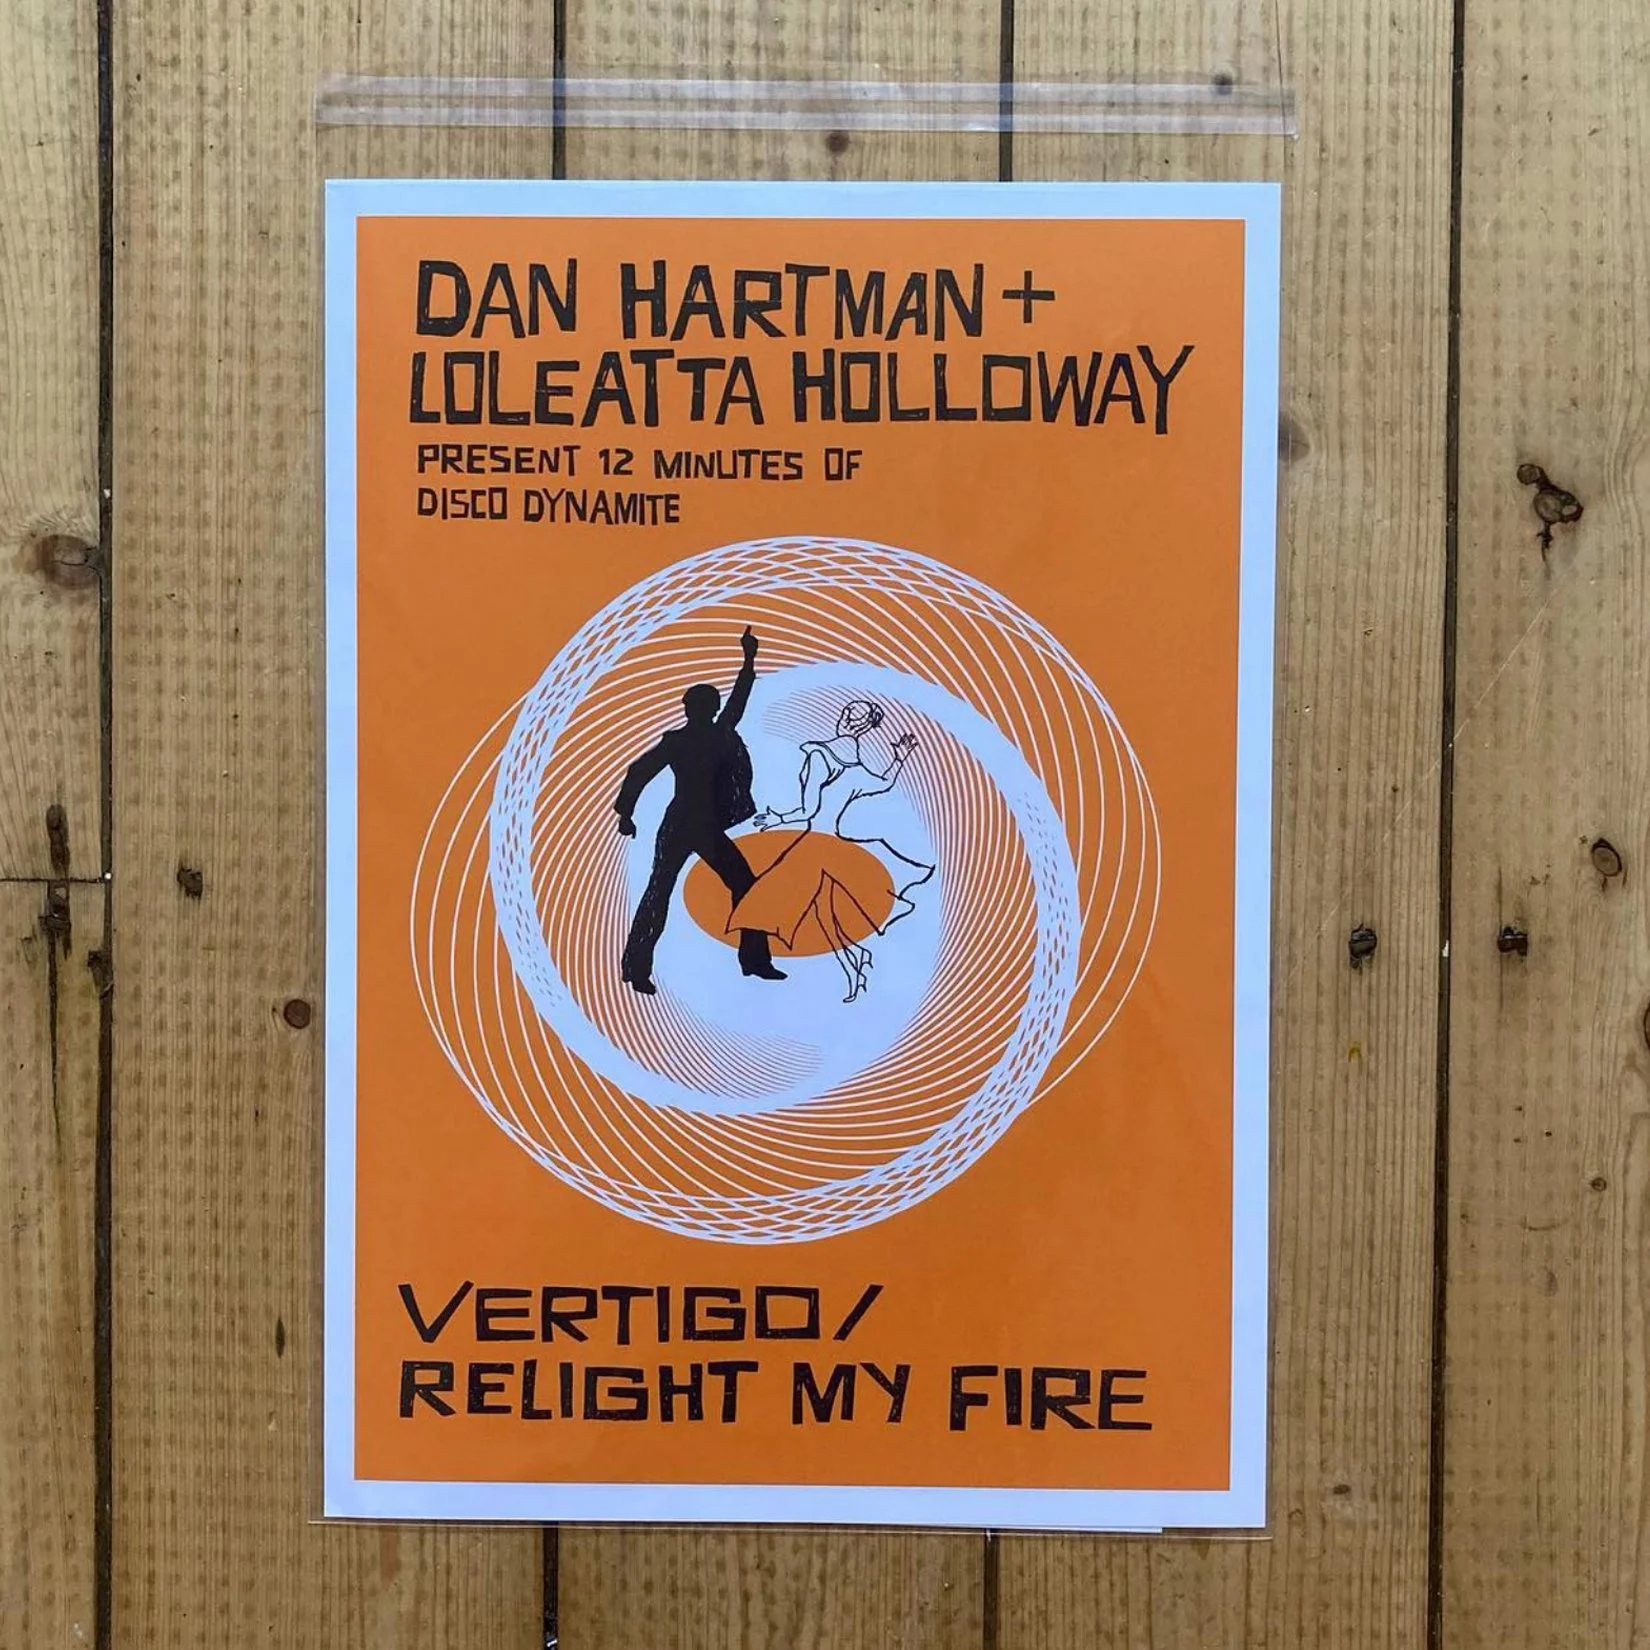 DAN HARTMAN +
LOLEATTA HOLLOWAY
PRESENT 12 MINUTES OF
DISCO DYNAMITE
VERTIGO/
RELIGHT MY FIRE